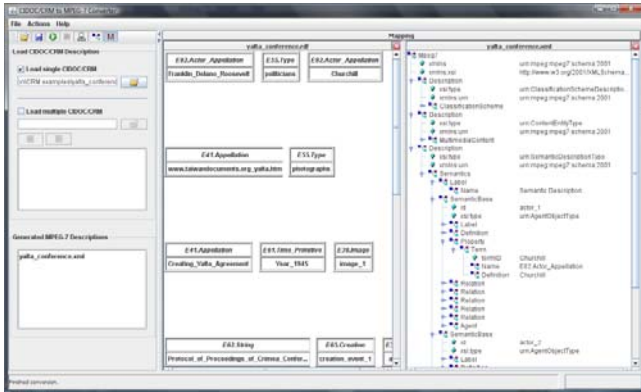 CIDOC/CRM to MPEG-7 Converter
File Actions Help
Mapping
Load CIDOC/CRM Description
Load single CIDOC/CRM
\CRM examples\yalta_conference
Load multiple CIDOC/CRM
Generated MPEG-7 Descriptions
yalta_conference.xml
yalta_conference.rdf
E82.Actor_Appellation
Franklin_Delano_Roosevelt
E55.Type
politicians
E82.Actor_Appellation
Churchill
E41.Appellation
www.taiwandocuments.org_yalta.htm
E55.Type
photographs
E41.Appellation
Creating_Yalta_Agreement
E61.Time_Primitive
Year_1945
E38.Image
image_1
E62.String
Protocol_of_Proceedings_of_Crimea_Confer...
E65.Creation
creation_event_1
yalta_conference.xml
Mpeg7
xmlns urn:mpeg:mpeg7:schema:2001
xmlns:xsi http://www.w3.org/2001/XMLSchema...
Description
xsi:type urn:ClassificationSchemeDescriptio...
xmlns:urn urn:mpeg:mpeg7:schema:2001
ClassificationScheme
Description
xsi:type urn:ContentEntityType
xmlns:urn urn:mpeg:mpeg7:schema:2001
MultimediaContent
Description
xsi:type urn:SemanticDescriptionType
xmlns:urn urn:mpeg:mpeg7:schema:2001
Semantics
Label
Name Semantic Description
SemanticBase
id actor_1
xsi:type urn:AgentObjectType
Label
Definition
Property
Term
termID Churchill
Name E82.Actor_Appellation
Definition Churchill
Relation
Relation
Relation
Relation
Relation
Agent
SemanticBase
id actor_2
xsi:type urn:AgentObjectType
Label
Finished conversion.